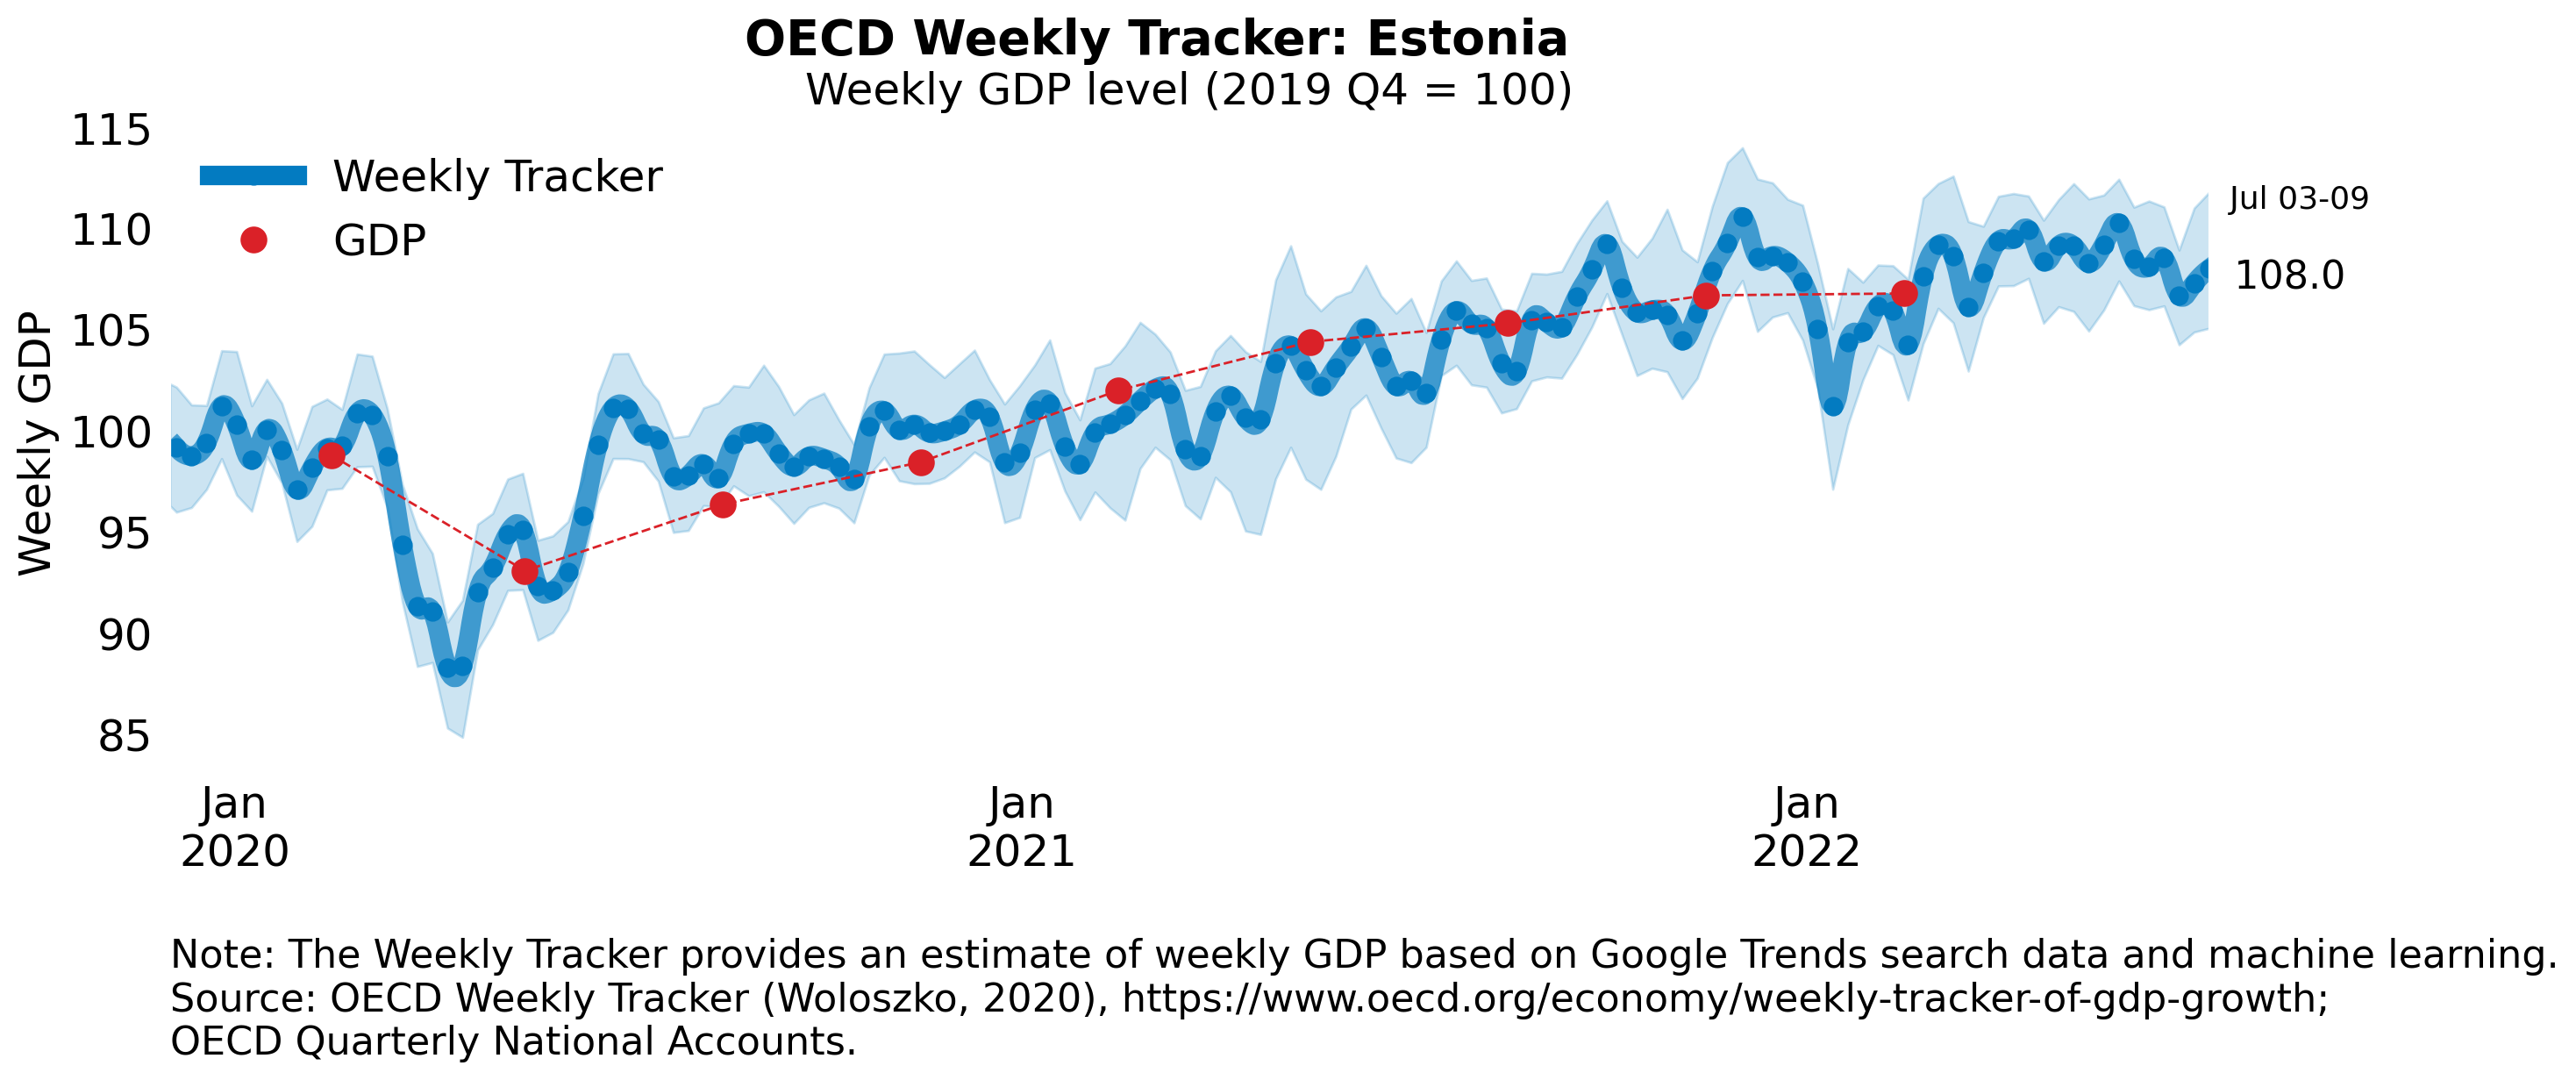 OECD Weekly Tracker: Estonia
Weekly GDP level (2019 Q4 = 100)
Weekly Tracker
GDP
Weekly GDP
115
110
105
100
95
90
85
Jul 03-09
108.0
Jan
2020
Jan
2021
Jan
2022
Note: The Weekly Tracker provides an estimate of weekly GDP based on Google Trends search data and machine learning.
Source: OECD Weekly Tracker (Woloszko, 2020), https://www.oecd.org/economy/weekly-tracker-of-gdp-growth;
OECD Quarterly National Accounts.